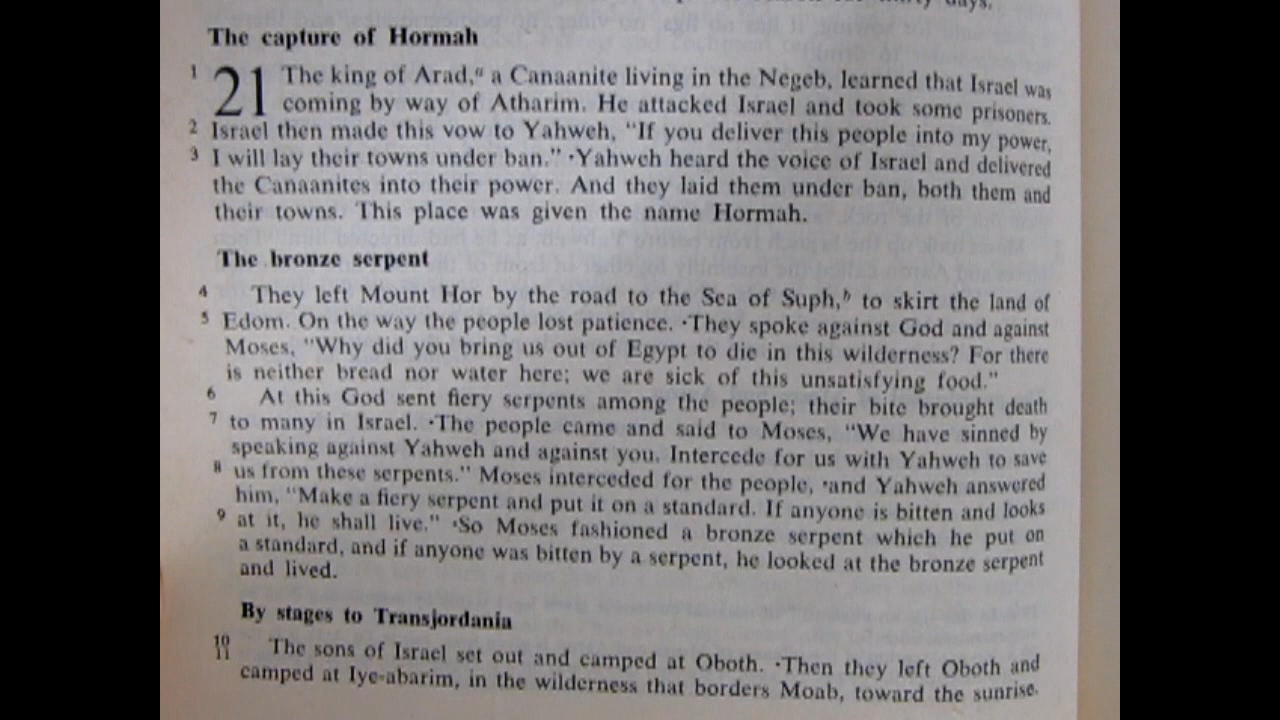 days.
The capture of Hormah
1 21 The king of Arad,a a Canaanite living in the Negeb, learned that Israel was
coming by way of Atharim. He attacked Israel and took some prisoners.
2 Israel then made this vow to Yahweh, "If you deliver this people into my power,
3 I will lay their towns under ban." ·Yahweh heard the voice of Israel and delivered
the Canaanites into their power. And they laid them under ban, both them and
their towns. This place was given the name Hormah.
The bronze serpent
4 They left Mount Hor by the road to the Sea of Suph,b to skirt the land of
5 Edom. On the way the people lost patience. ·They spoke against God and against
Moses, "Why did you bring us out of Egypt to die in this wilderness? For there
is neither bread nor water here; we are sick of this unsatisfying food."
6 At this God sent fiery serpents among the people; their bite brought death
7 to many in Israel. ·The people came and said to Moses, "We have sinned by
speaking against Yahweh and against you. Intercede for us with Yahweh to save
8 us from these serpents." Moses interceded for the people, ·and Yahweh answered
him, "Make a fiery serpent and put it on a standard. If anyone is bitten and looks
9 at it, he shall live." ·So Moses fashioned a bronze serpent which he put on
a standard, and if anyone was bitten by a serpent, he looked at the bronze serpent
and lived.
By stages to Transjordania
10 11 The sons of Israel set out and camped at Oboth. ·Then they left Oboth and
camped at Iye-abarim, in the wilderness that borders Moab, toward the sunrise.